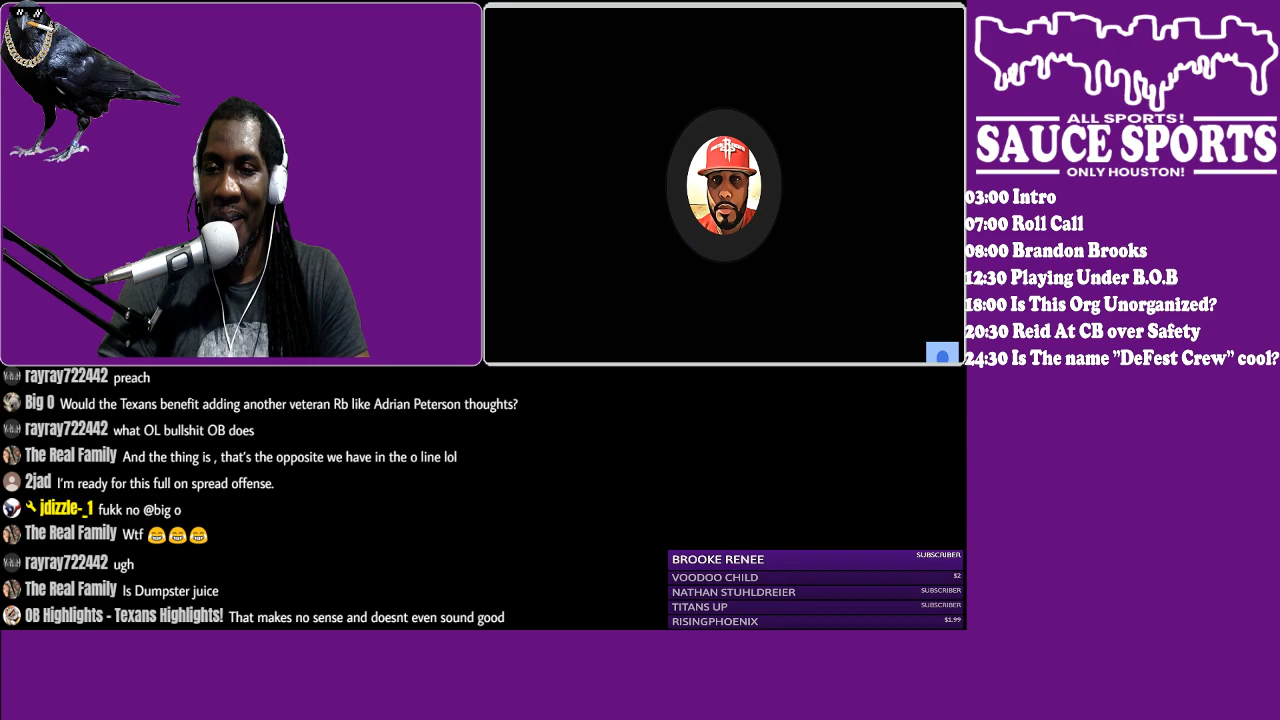 ALL SPORTS!
SAUCE SPORTS
ONLY HOUSTON!
03:00 Intro
07:00 Roll Call
08:00 Brandon Brooks
12:30 Playing Under B.O.B
18:00 Is This Org Unorganized?
20:30 Reid At CB over Safety
24:30 Is The name "DeFest Crew" cool?
rayray722442 preach
Big O Would the Texans benefit adding another veteran Rb like Adrian Peterson thoughts?
rayray722442 what OL bullshit OB does
The Real Family And the thing is , that's the opposite we have in the o line lol
2jad I'm ready for this full on spread offense.
jdizzle-_1 fukk no @big o
The Real Family Wtf 😂😂😂
rayray722442 ugh
The Real Family Is Dumpster juice
OB Highlights - Texans Highlights! That makes no sense and doesnt even sound good
BROOKE RENEE SUBSCRIBER
VOODOO CHILD $2
NATHAN STUHLDREIER SUBSCRIBER
TITANS UP SUBSCRIBER
RISINGPHOENIX $1.99